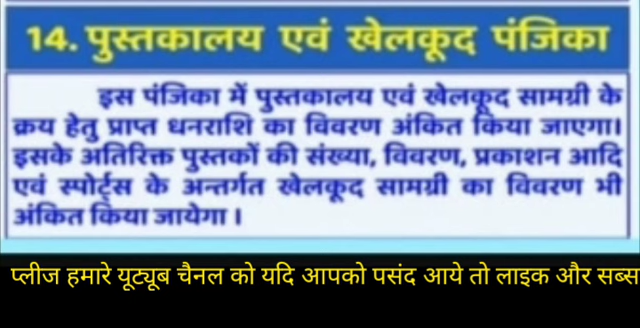 14. पुस्तकालय एवं खेलकूद पंजिका
इस पंजिका में पुस्तकालय एवं खेलकूद सामग्री के
क्रय हेतु प्राप्त धनराशि का विवरण अंकित किया जाएगा।
इसके अतिरिक्त पुस्तकों की संख्या, विवरण, प्रकाशन आदि
एवं स्पोर्ट्स के अन्तर्गत खेलकूद सामग्री का विवरण भी
अंकित किया जायेगा।
प्लीज हमारे यूट्यूब चैनल को यदि आपको पसंद आये तो लाइक और सब्स